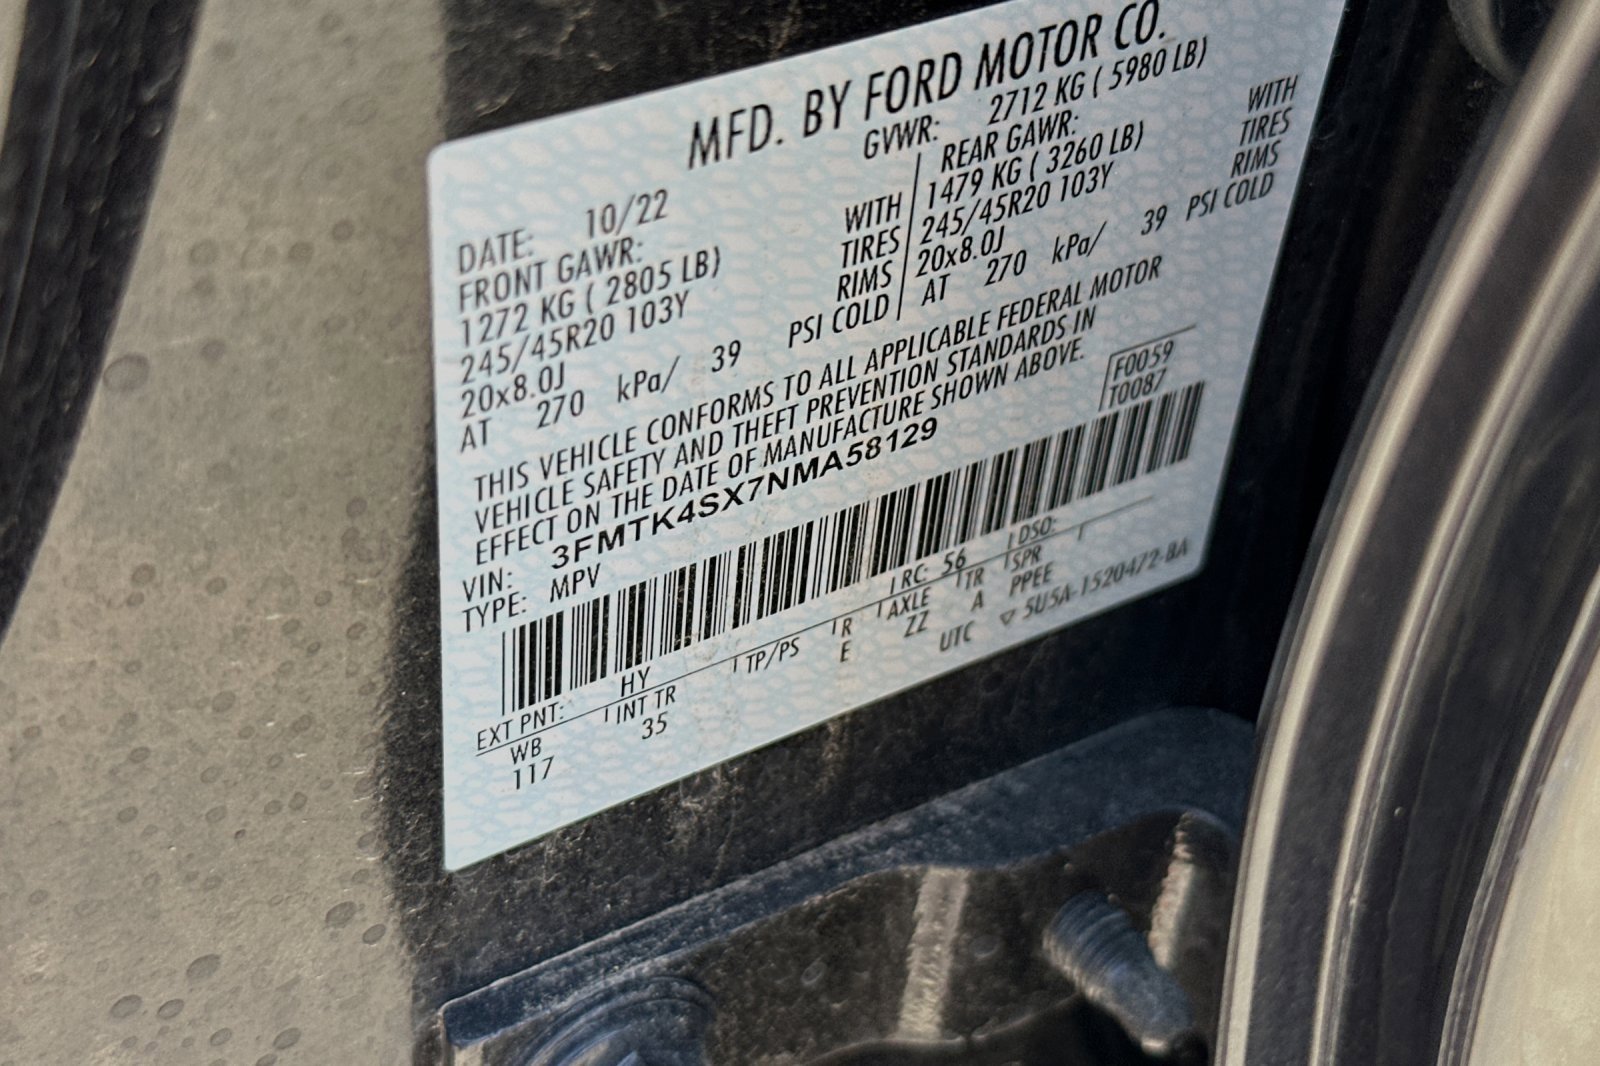 MFD. BY FORD MOTOR CO.
DATE: 10/22 GVWR: 2712 KG ( 5980 LB)
FRONT GAWR: REAR GAWR:
1272 KG ( 2805 LB) WITH 1479 KG ( 3260 LB) WITH
245/45R20 103Y TIRES 245/45R20 103Y TIRES
20x8.0J RIMS 20x8.0J RIMS
AT 270 kPa/ 39 PSI COLD AT 270 kPa/ 39 PSI COLD
THIS VEHICLE CONFORMS TO ALL APPLICABLE FEDERAL MOTOR
VEHICLE SAFETY AND THEFT PREVENTION STANDARDS IN
EFFECT ON THE DATE OF MANUFACTURE SHOWN ABOVE.
VIN: 3FMTK4SX7NMA58129 F0059
TYPE: MPV T0087
EXT PNT: HY RC: 56 DSO:
WB INT TR TP/PS R AXLE TR SPR
117 35 E ZZ A PPEE
UTC ▽ 5U5A-1520472-BA